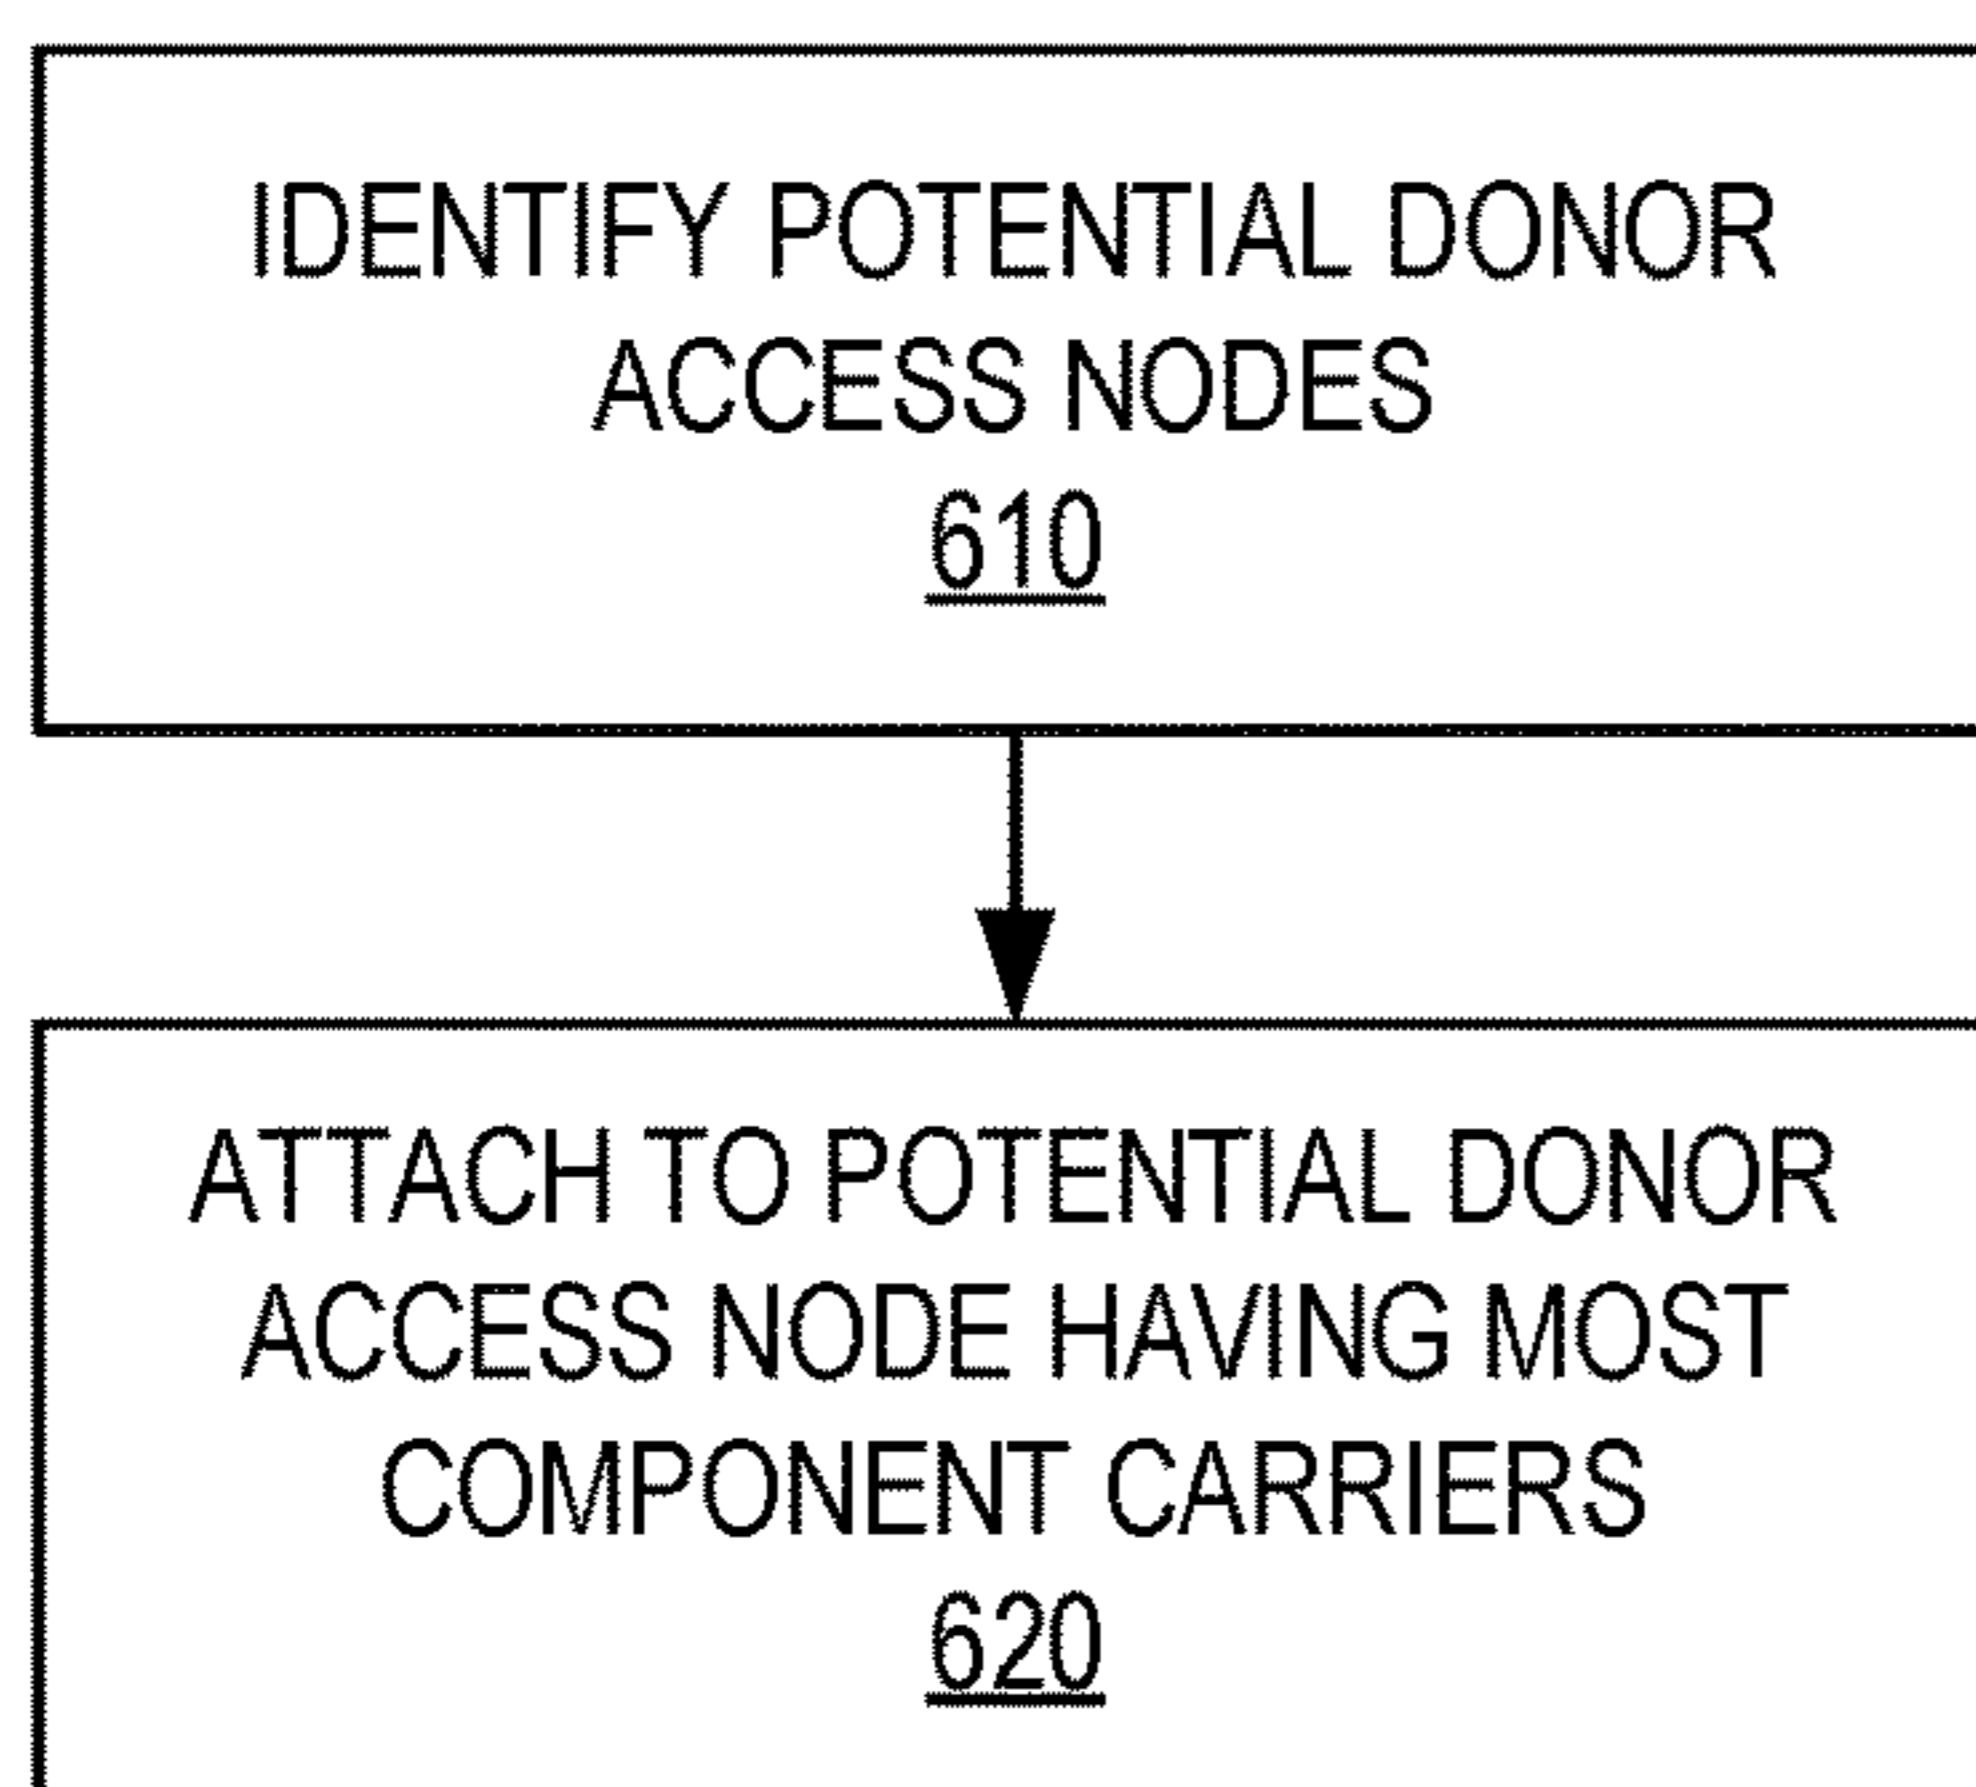 IDENTIFY POTENTIAL DONOR
ACCESS NODES
610
ATTACH TO POTENTIAL DONOR
ACCESS NODE HAVING MOST
COMPONENT CARRIERS
620